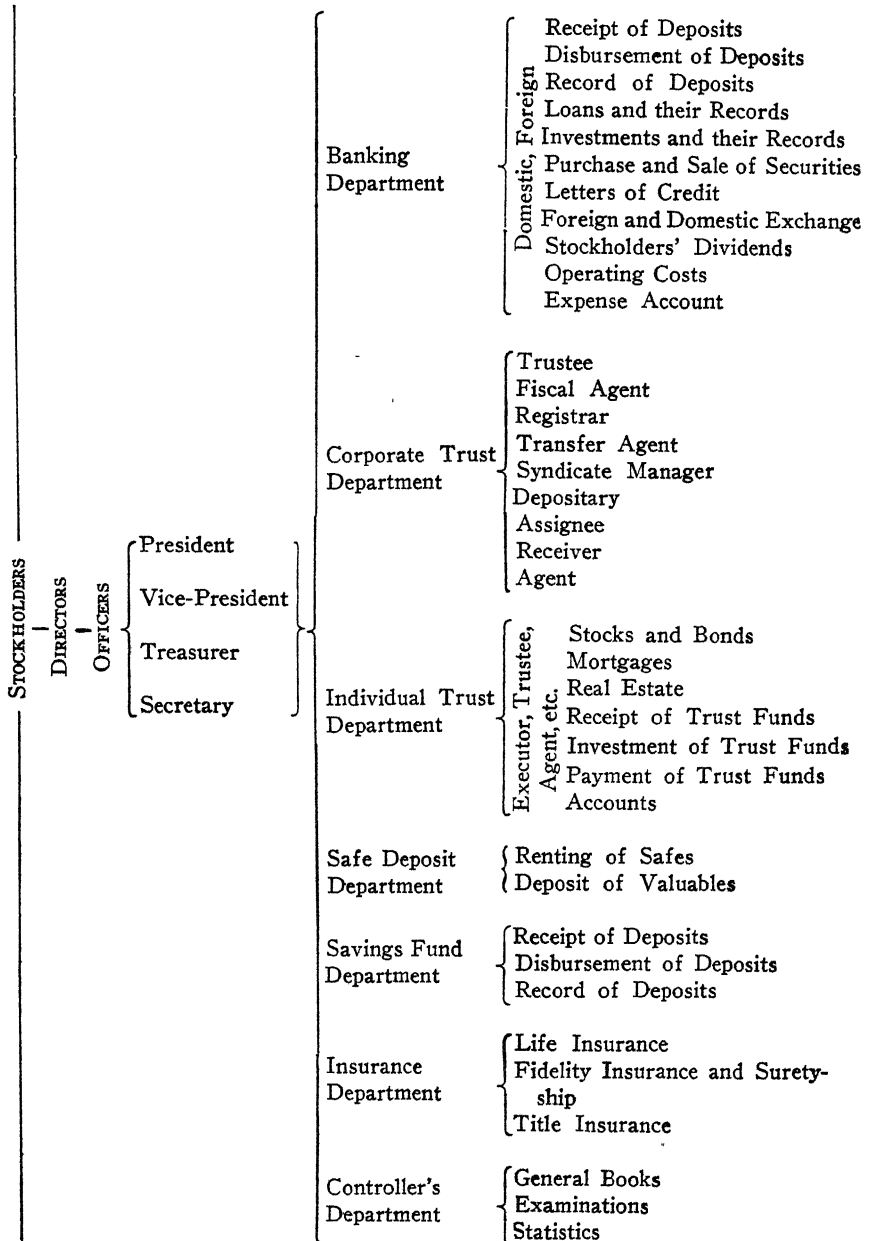 STOCKHOLDERS
DIRECTORS
OFFICERS
President
Vice-President
Treasurer
Secretary
Banking
Department
Domestic, Foreign
Receipt of Deposits
Disbursement of Deposits
Record of Deposits
Loans and their Records
Investments and their Records
Purchase and Sale of Securities
Letters of Credit
Foreign and Domestic Exchange
Stockholders' Dividends
Operating Costs
Expense Account
Corporate Trust
Department
Trustee
Fiscal Agent
Registrar
Transfer Agent
Syndicate Manager
Depositary
Assignee
Receiver
Agent
Individual Trust
Department
Executor, Trustee,
Agent, etc.
Stocks and Bonds
Mortgages
Real Estate
Receipt of Trust Funds
Investment of Trust Funds
Payment of Trust Funds
Accounts
Safe Deposit
Department
Renting of Safes
Deposit of Valuables
Savings Fund
Department
Receipt of Deposits
Disbursement of Deposits
Record of Deposits
Insurance
Department
Life Insurance
Fidelity Insurance and Surety-
ship
Title Insurance
Controller's
Department
General Books
Examinations
Statistics